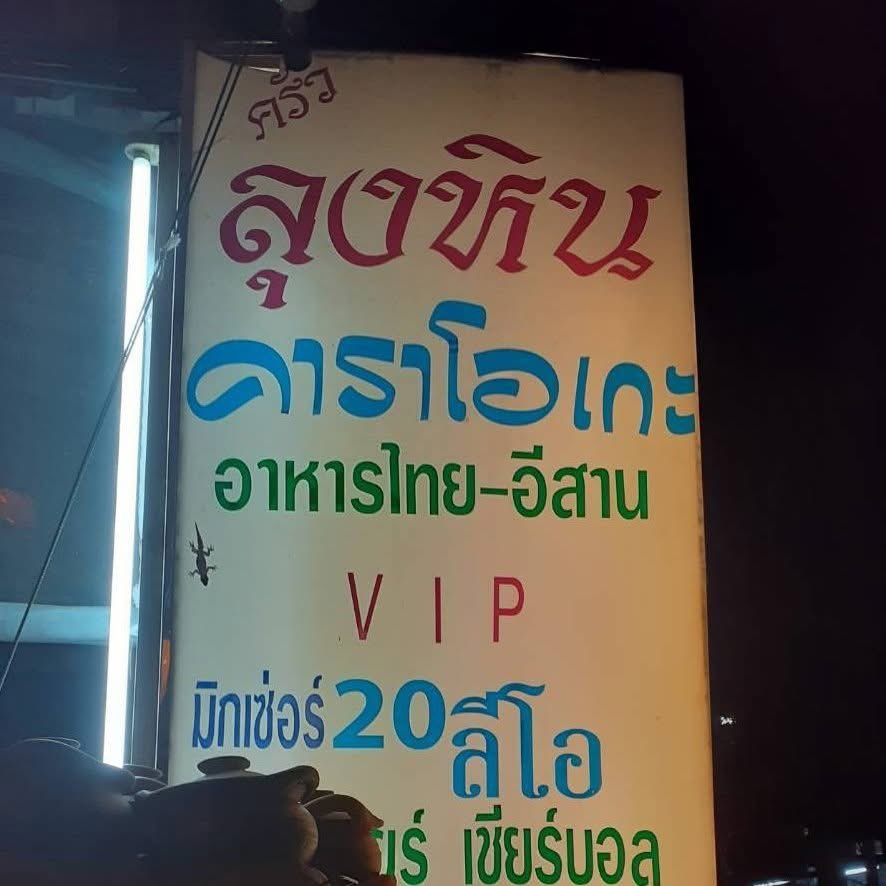 ครัว
ลุงหิน
คาราโอเกะ
อาหารไทย-อีสาน
VIP
มิกเซ่อร์ 20 ลีโอ
เชียร์บอล